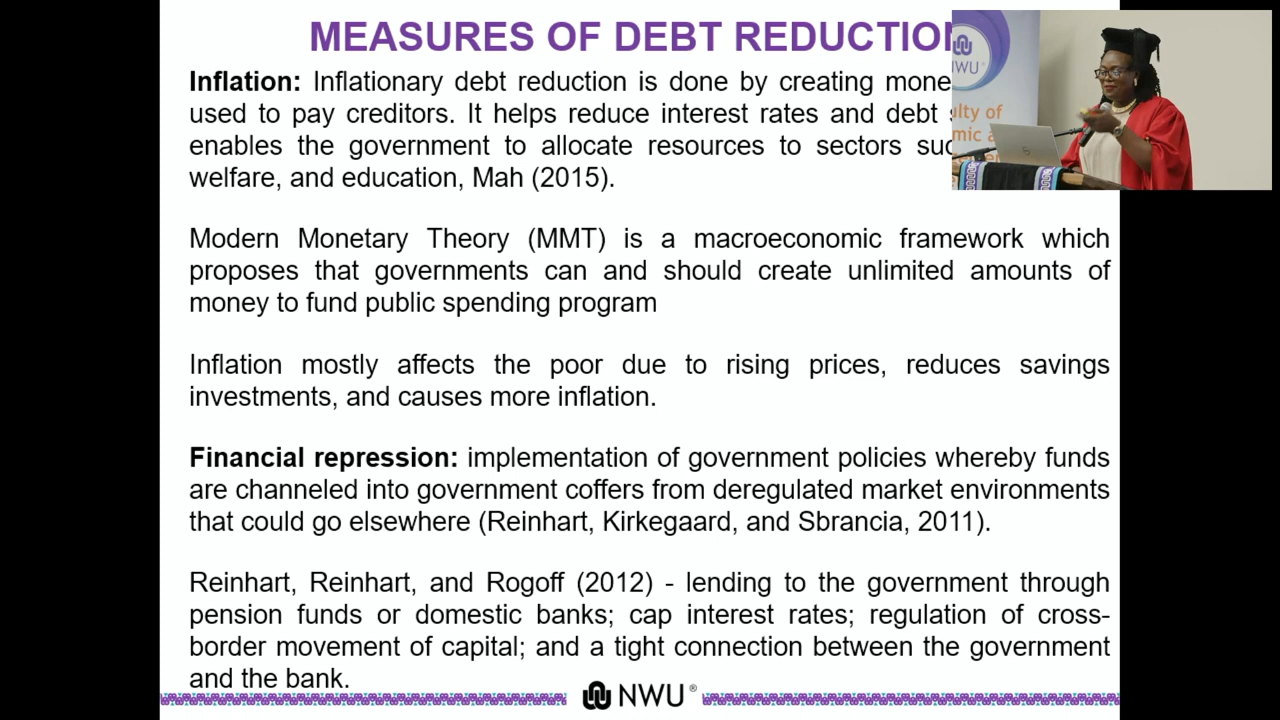 MEASURES OF DEBT REDUCTION
Inflation: Inflationary debt reduction is done by creating
used to pay creditors. It helps reduce interest rates and debt
enables the government to allocate resources to sectors
welfare, and education, Mah (2015).
Modern Monetary Theory (MMT) is a macroeconomic framework which
proposes that governments can and should create unlimited amounts of
money to fund public spending program
Inflation mostly affects the poor due to rising prices, reduces savings
investments, and causes more inflation.
Financial repression: implementation of government policies whereby funds
are channeled into government coffers from deregulated market environments
that could go elsewhere (Reinhart, Kirkegaard, and Sbrancia, 2011).
Reinhart, Reinhart, and Rogoff (2012) - lending to the government through
pension funds or domestic banks; cap interest rates; regulation of cross-
border movement of capital; and a tight connection between the government
and the bank.
NWU®
NWU®